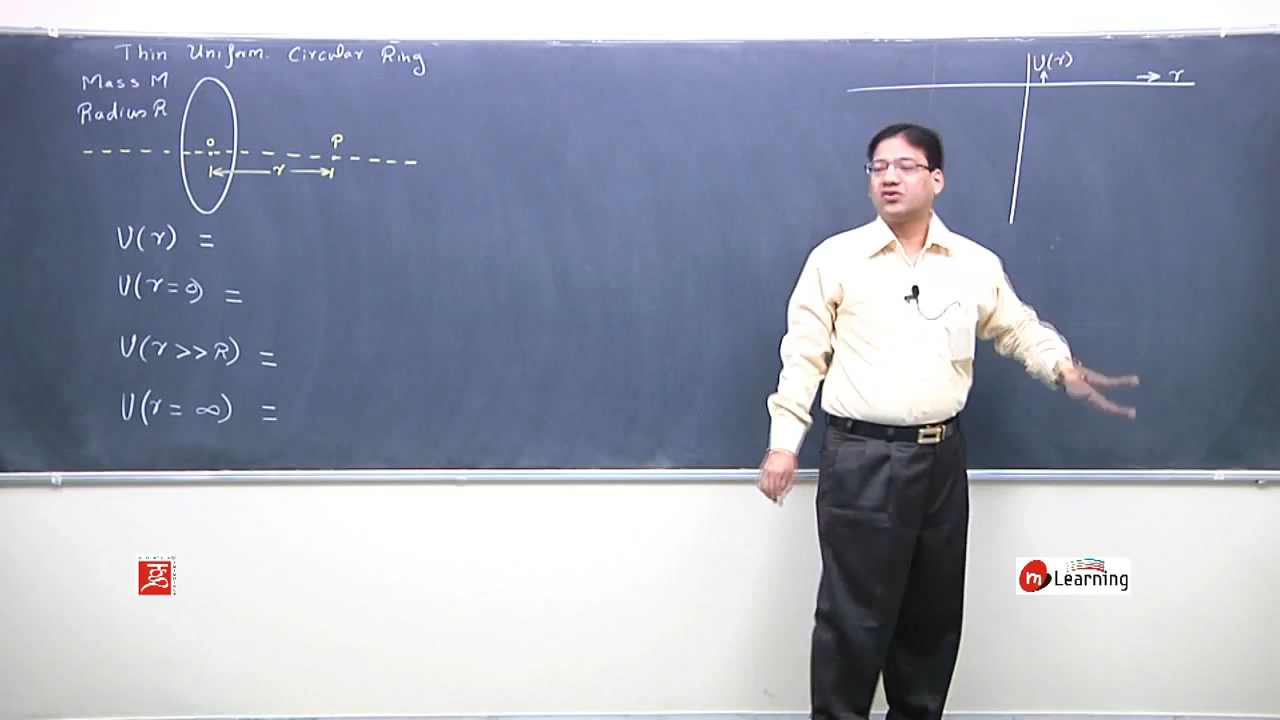 Thin Uniform Circular Ring
Mass M
Radius R
O
P
r
V(r) =
V(r=0) =
V(r>>R) =
V(r = ∞) =
V(r)
↑
→ r
m Learning